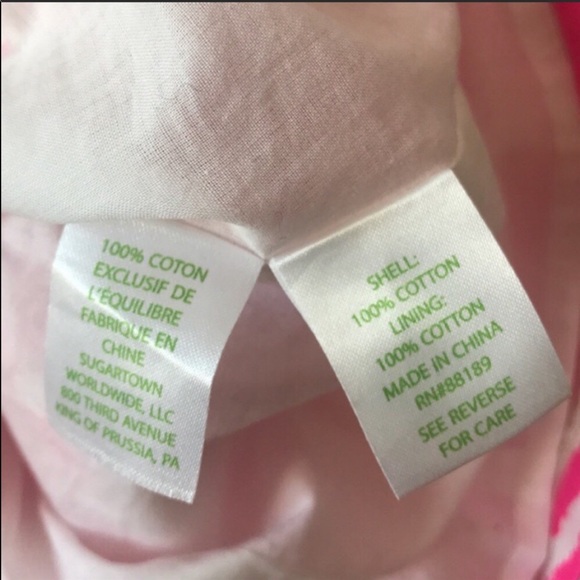 100% COTON
EXCLUSIF DE
L'ÉQUILIBRE
FABRIQUE EN
CHINE
SUGARTOWN
WORLDWIDE, LLC
800 THIRD AVENUE
KING OF PRUSSIA, PA
SHELL:
100% COTTON
LINING:
100% COTTON
MADE IN CHINA
RN#88189
SEE REVERSE
FOR CARE